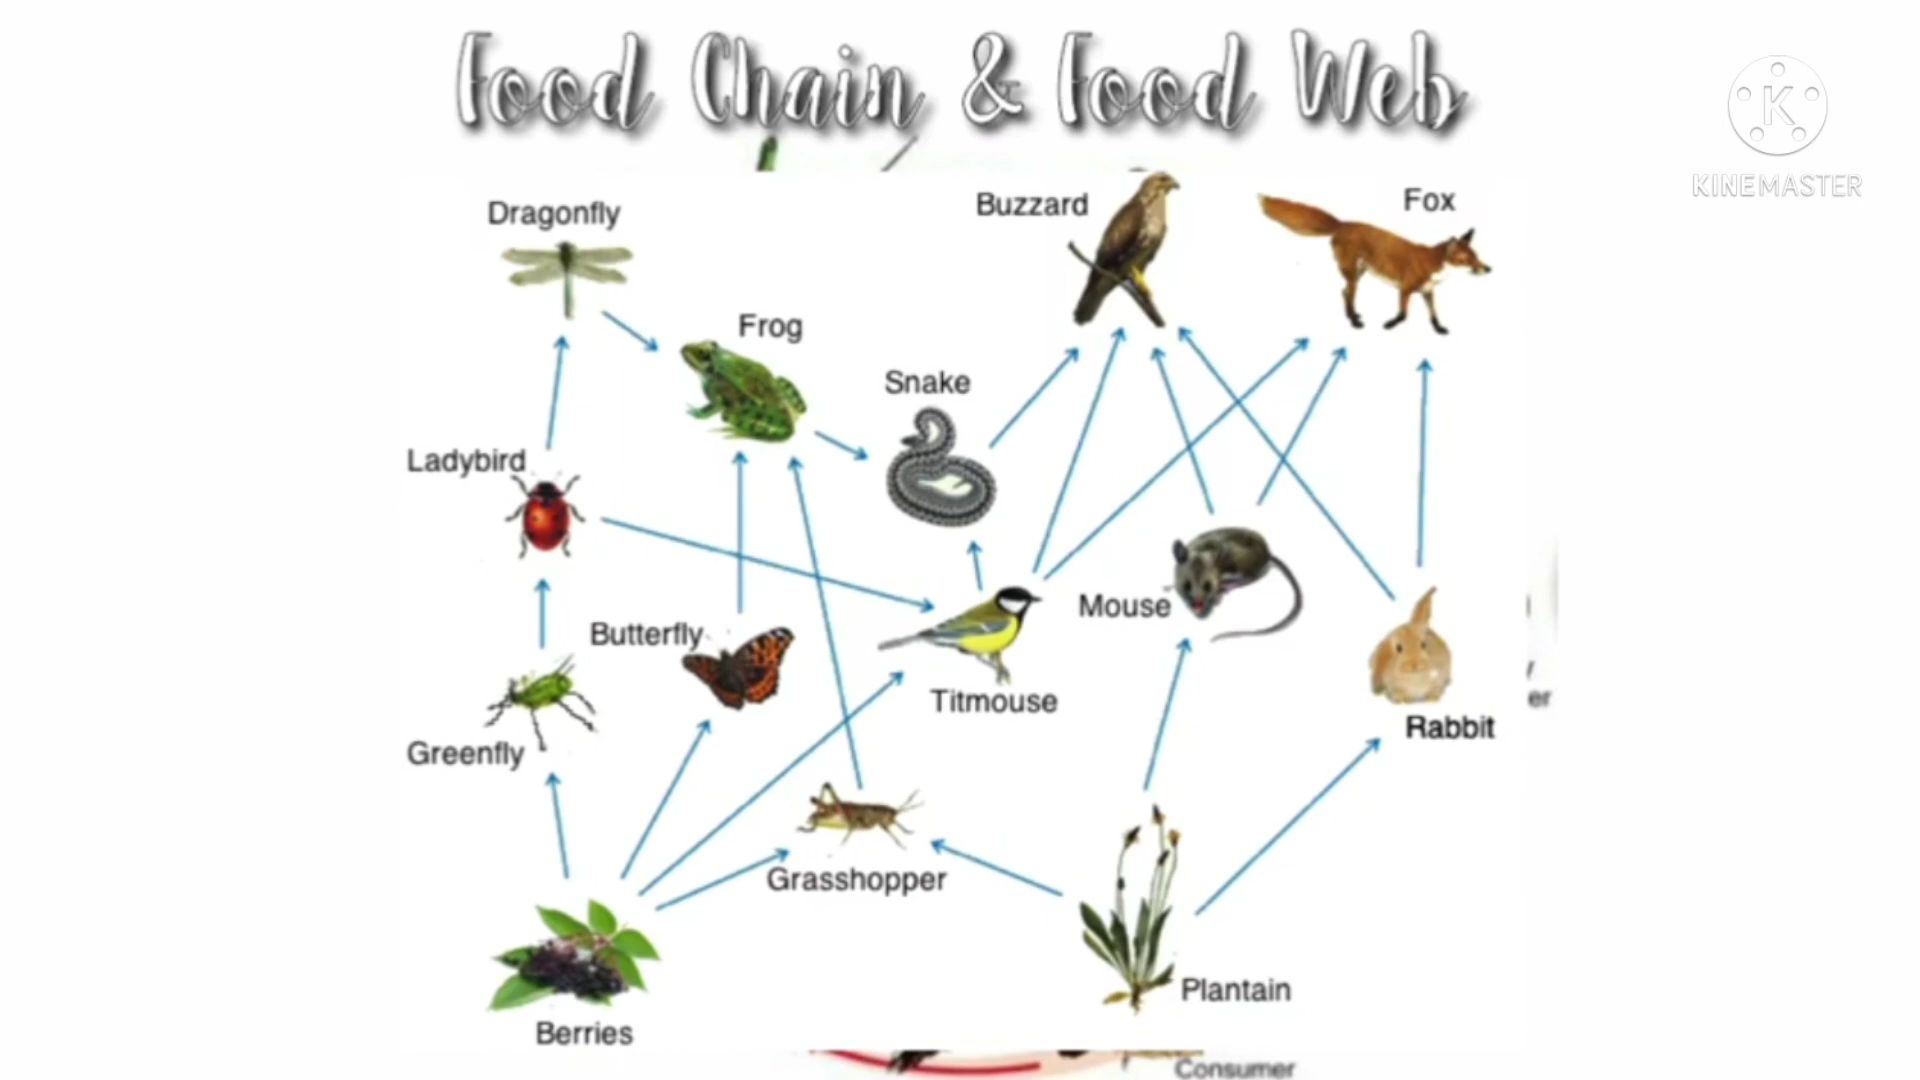 Food Chain & Food Web
K
KINEMASTER
Dragonfly
Buzzard
Fox
Frog
Snake
Ladybird
Butterfly
Mouse
Titmouse
Rabbit
Greenfly
Grasshopper
Plantain
Berries
er
Consumer